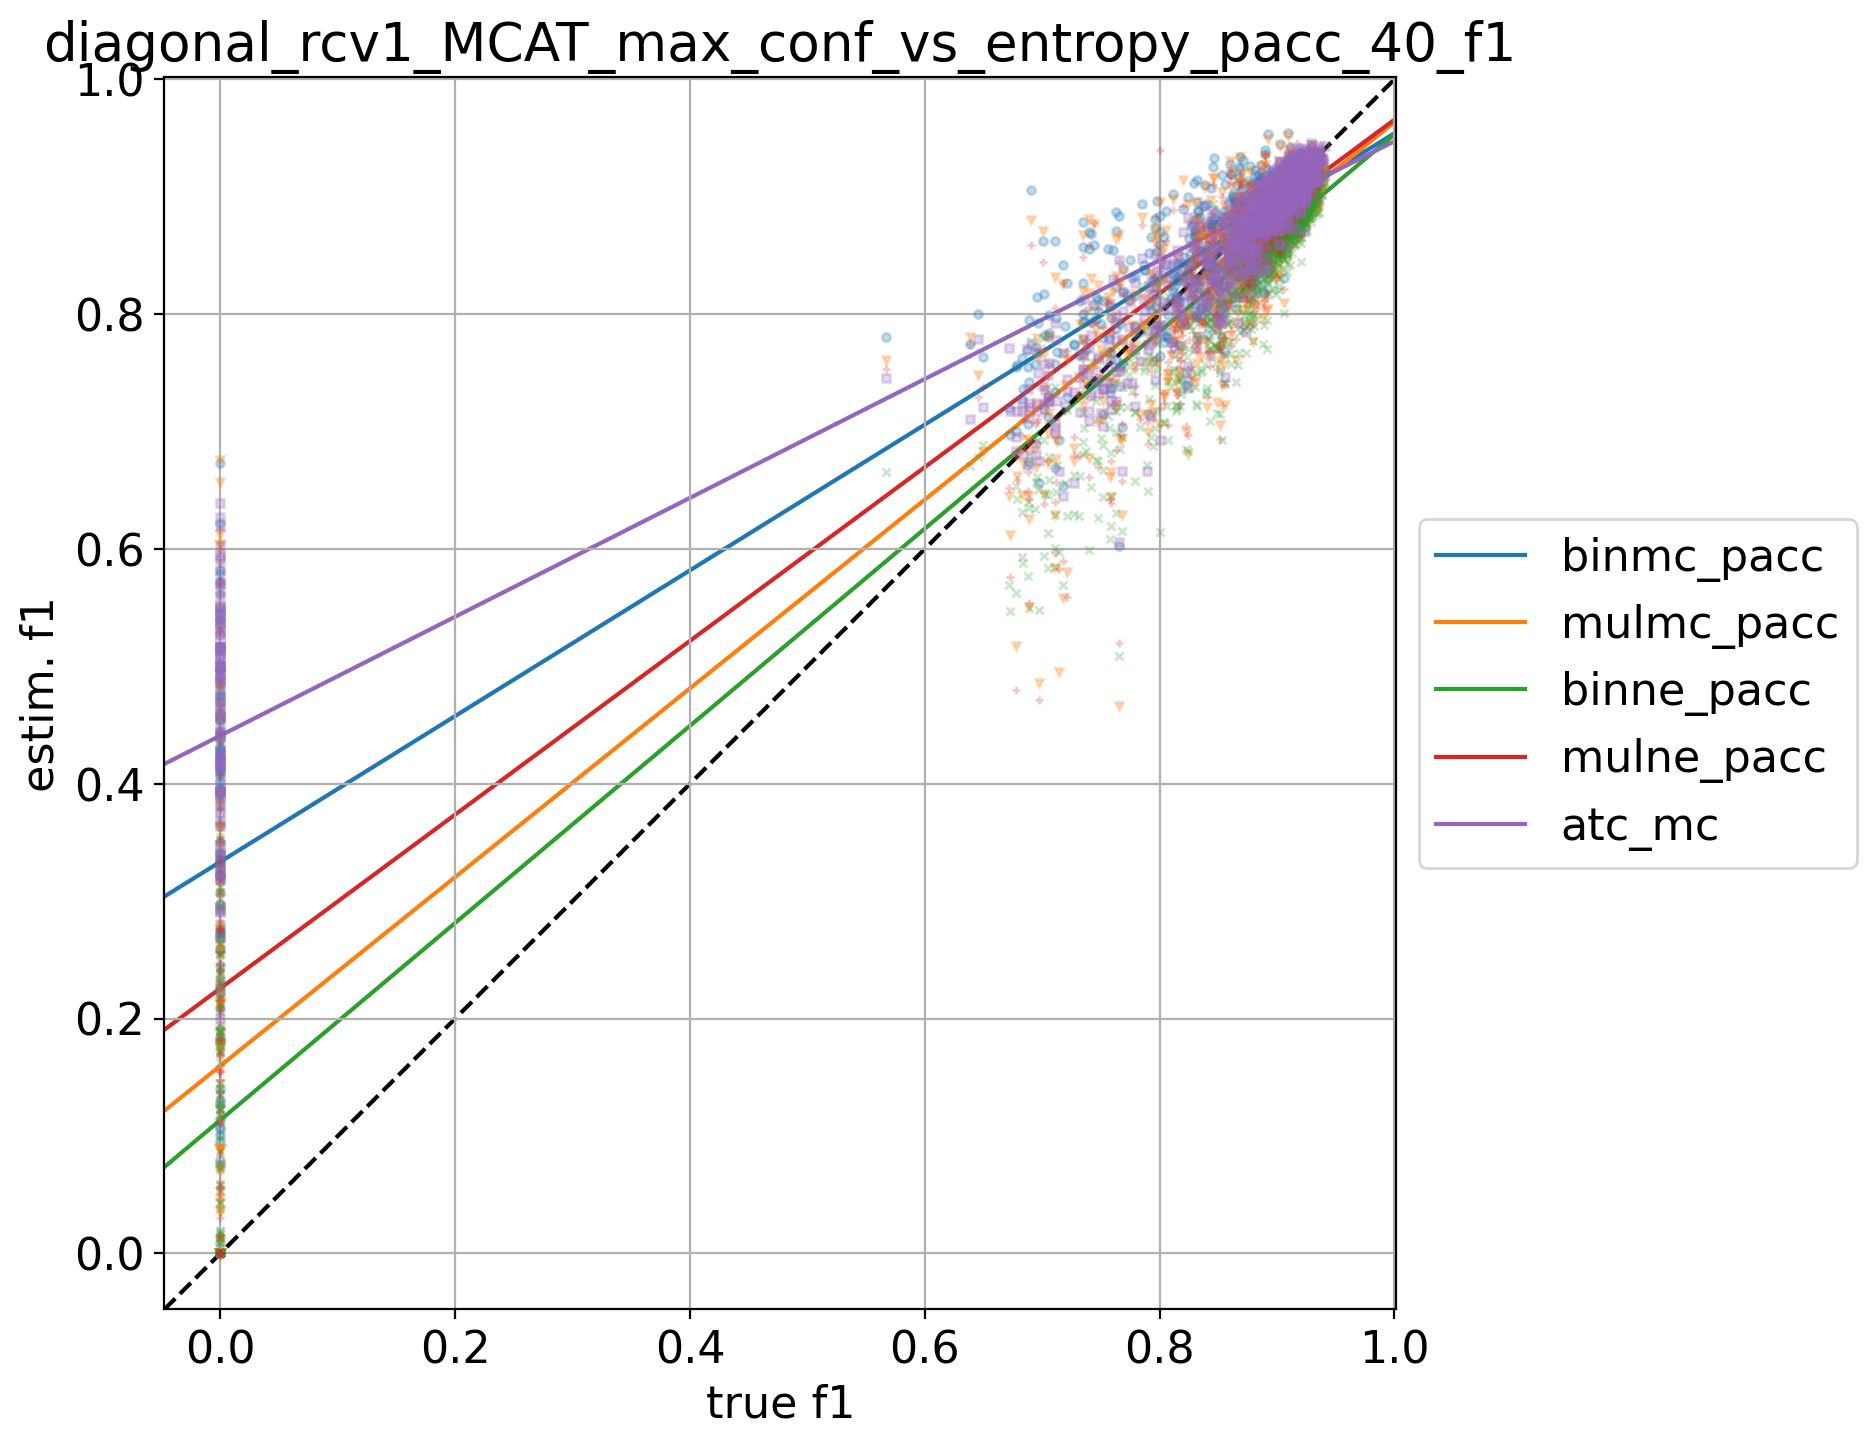 diagonal_rcv1_MCAT_max_conf_vs_entropy_pacc_40_f1
1.0
0.8
0.6
0.4
0.2
0.0
estim. f1
0.0 0.2 0.4 0.6 0.8 1.0
true f1
binmc_pacc
mulmc_pacc
binne_pacc
mulne_pacc
atc_mc